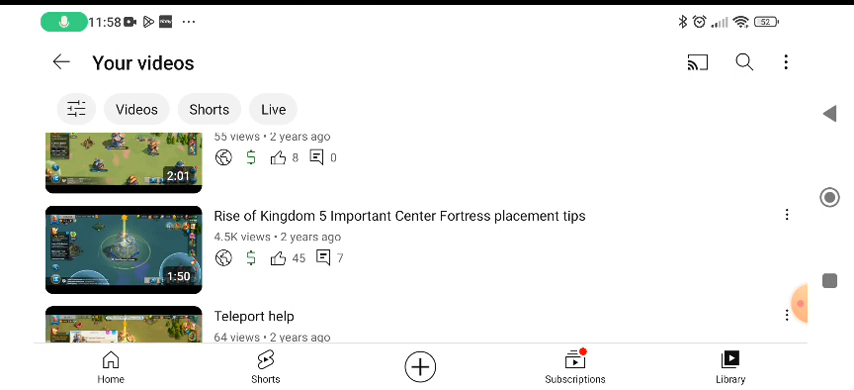 11:58
52
Your videos
Videos
Shorts
Live
55 views • 2 years ago
2:01
8
0
Rise of Kingdom 5 Important Center Fortress placement tips
4.5K views • 2 years ago
1:50
45
7
Teleport help
64 views • 2 years ago
Home
Shorts
Subscriptions
Library